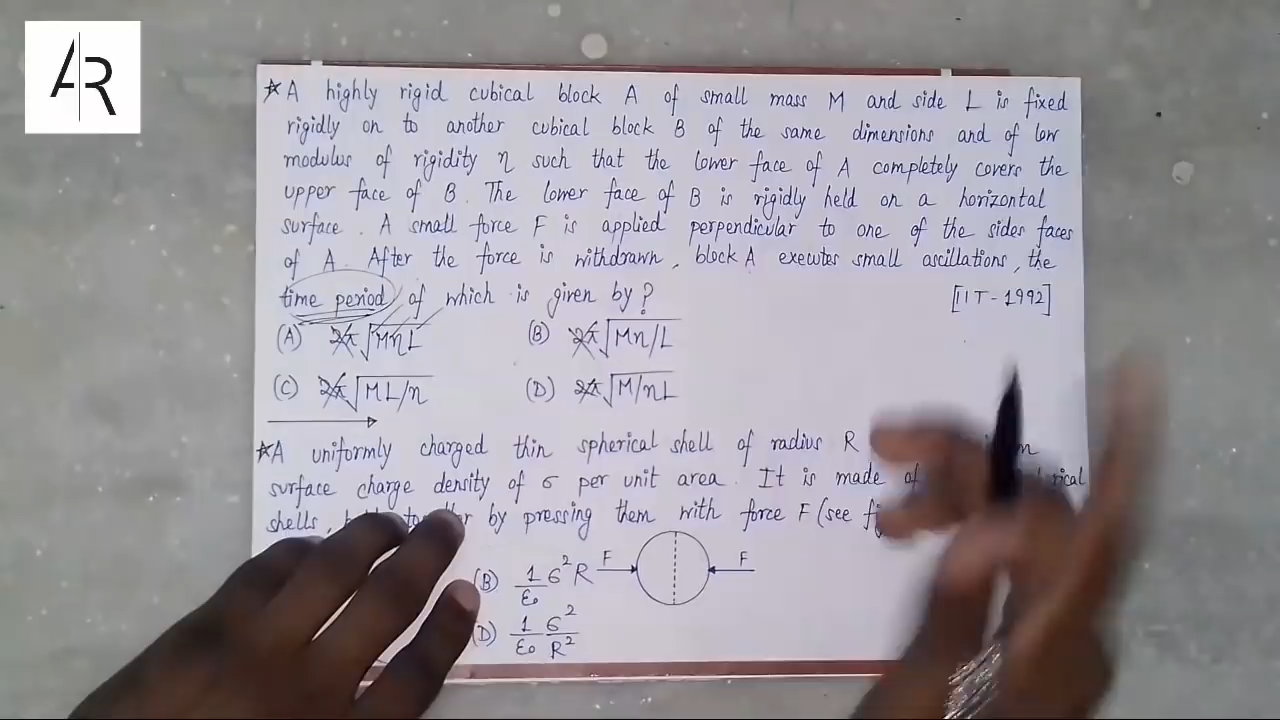 AR
☆A highly rigid cubical block A of small mass M and side L is fixed
rigidly on to another cubical block B of the same dimensions and of low
modulus of rigidity η such that the lower face of A completely covers the
upper face of B. The lower face of B is rigidly held on a horizontal
surface. A small force F is applied perpendicular to one of the sides faces
of A. After the force is withdrawn, block A executes small ascillations, the
time period of which is given by? [IIT-1992]
(A) 2π√MηL (B) 2π√Mη/L
(C) 2π√ML/η (D) 2π√M/ηL
☆A uniformly charged thin spherical shell of radius R
surface charge density of σ per unit area. It is made of
shells, by pressing them with force F (see
(B) 1/ε₀ σ²R F F
(D) 1/ε₀ σ²/R²